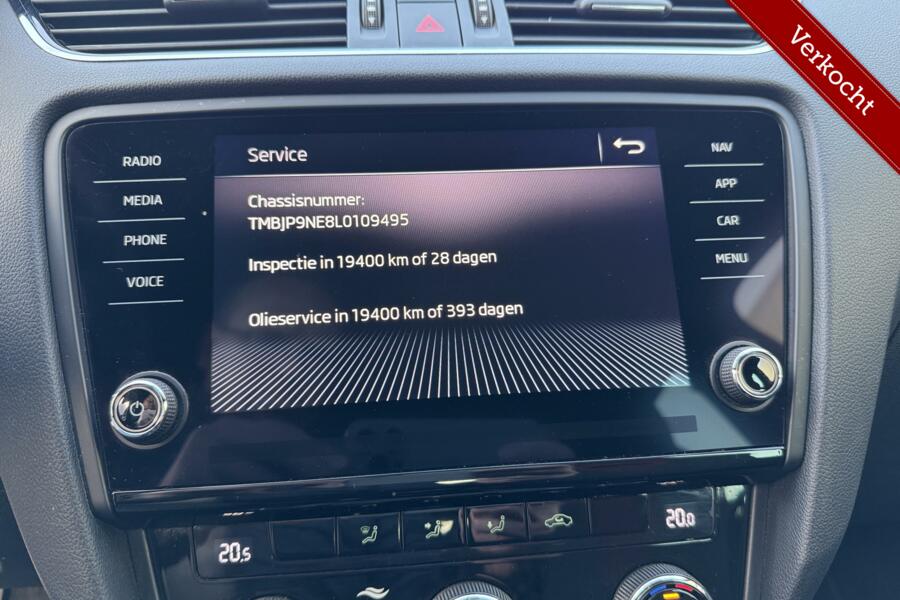 Verkocht
RADIO
MEDIA
PHONE
VOICE
Service
Chassisnummer:
TMBJP9NE8L0109495
Inspectie in 19400 km of 28 dagen
Olieservice in 19400 km of 393 dagen
NAV
APP
CAR
MENU
20.5
20.0